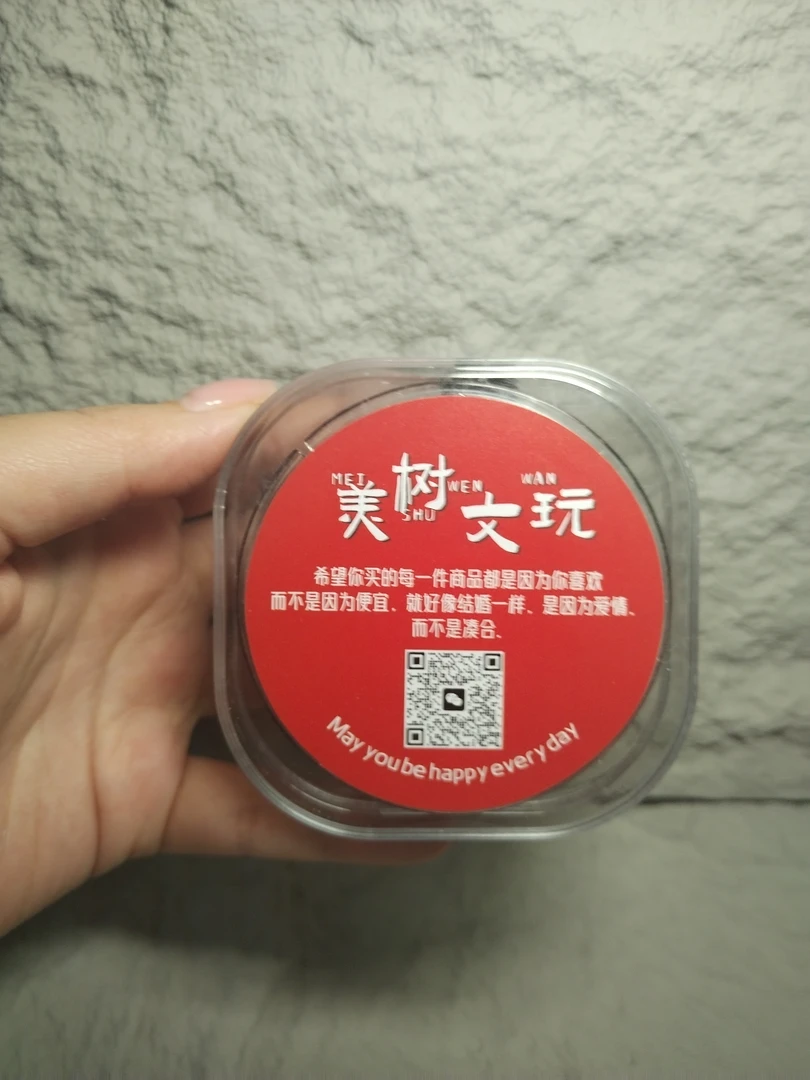 MEI SHU WEN WAN
美树文玩
希望你买的每一件商品都是因为你喜欢
而不是因为便宜、就好像结婚一样、是因为爱情、
而不是凑合、
May you be happy every day